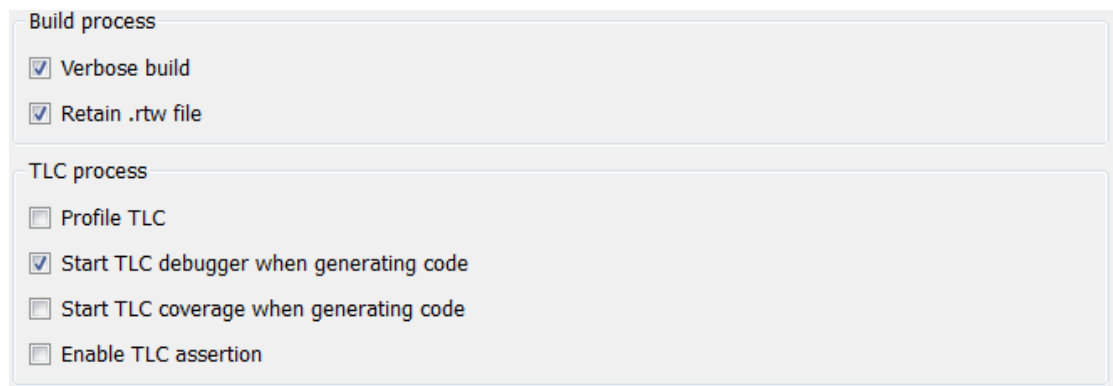 Build process
Verbose build
Retain .rtw file
TLC process
Profile TLC
Start TLC debugger when generating code
Start TLC coverage when generating code
Enable TLC assertion